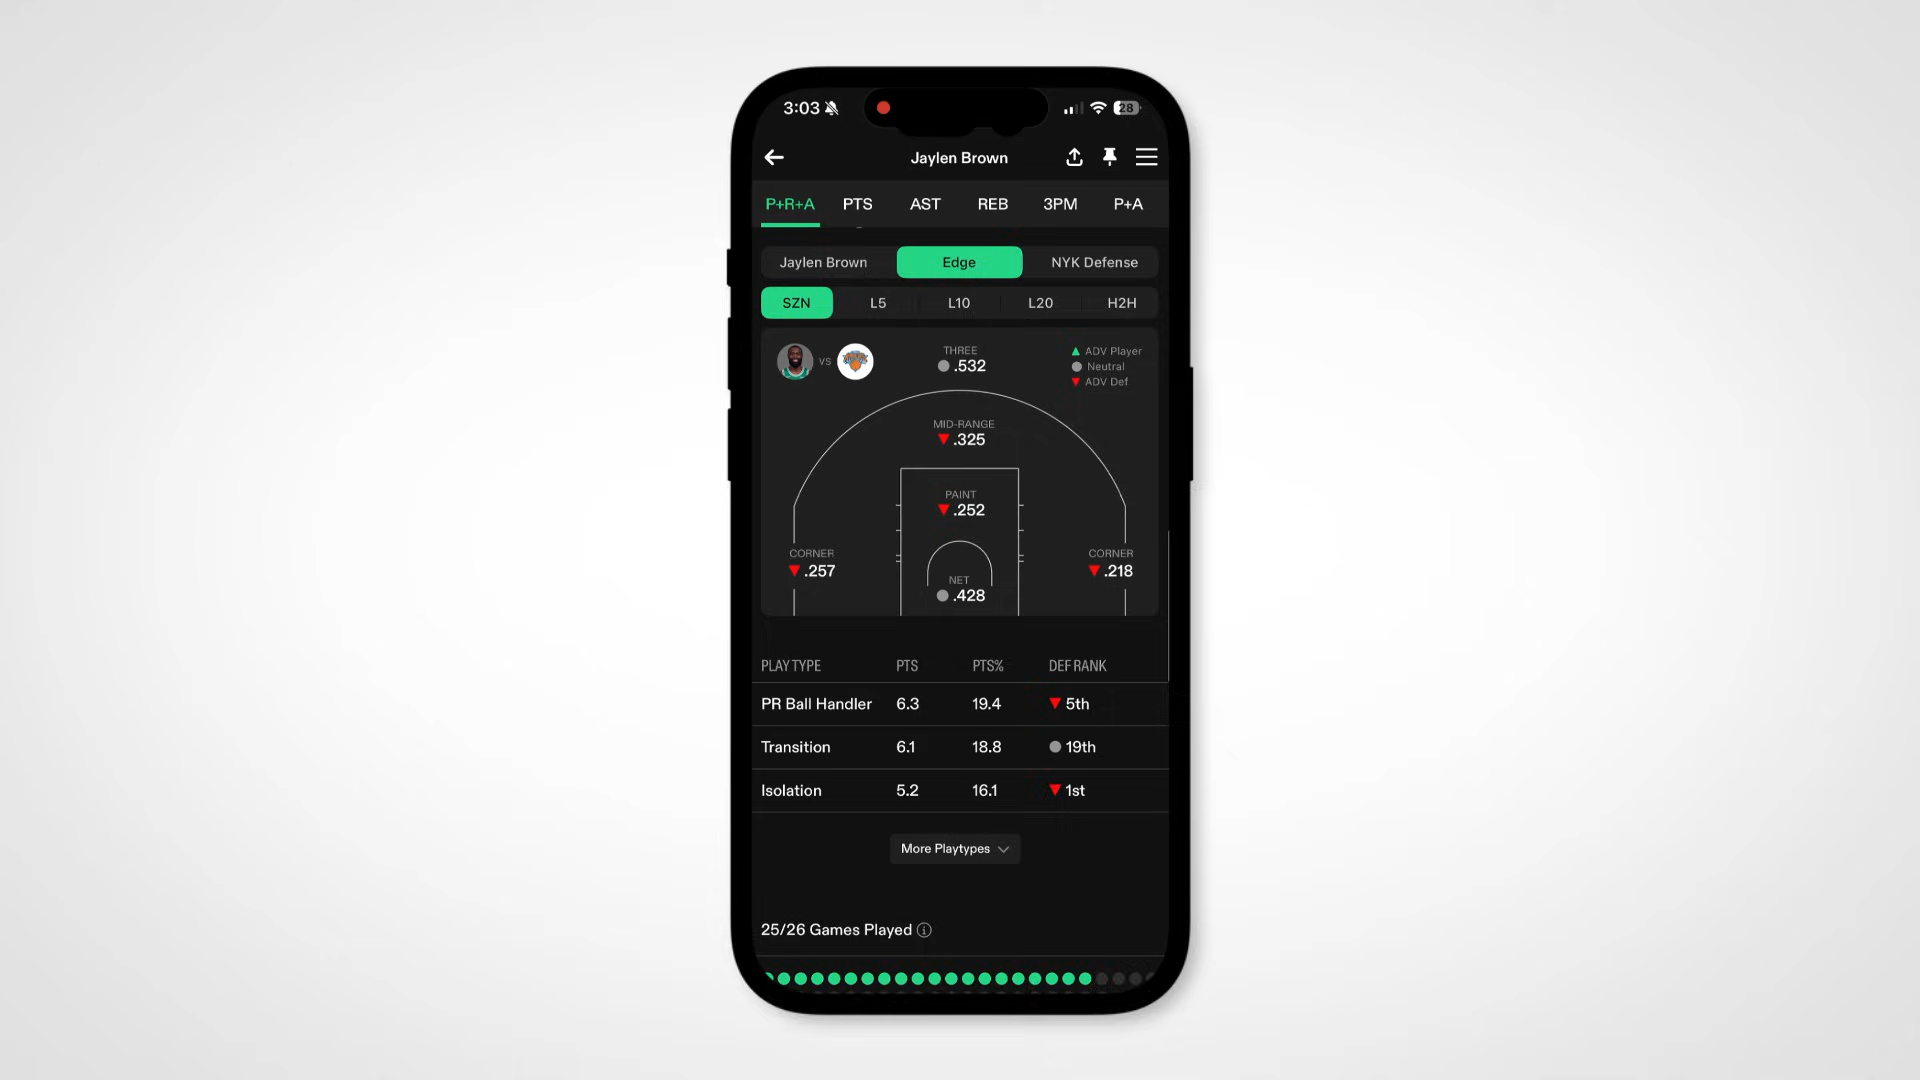 3:03 28
Jaylen Brown
P+R+A PTS AST REB 3PM P+A
Jaylen Brown Edge NYK Defense
SZN L5 L10 L20 H2H
VS
THREE
.532
ADV Player
Neutral
ADV Def
MID-RANGE
.325
PAINT
.252
CORNER
.257
CORNER
.218
NET
.428
PLAY TYPE PTS PTS% DEF RANK
PR Ball Handler 6.3 19.4 5th
Transition 6.1 18.8 19th
Isolation 5.2 16.1 1st
More Playtypes
25/26 Games Played